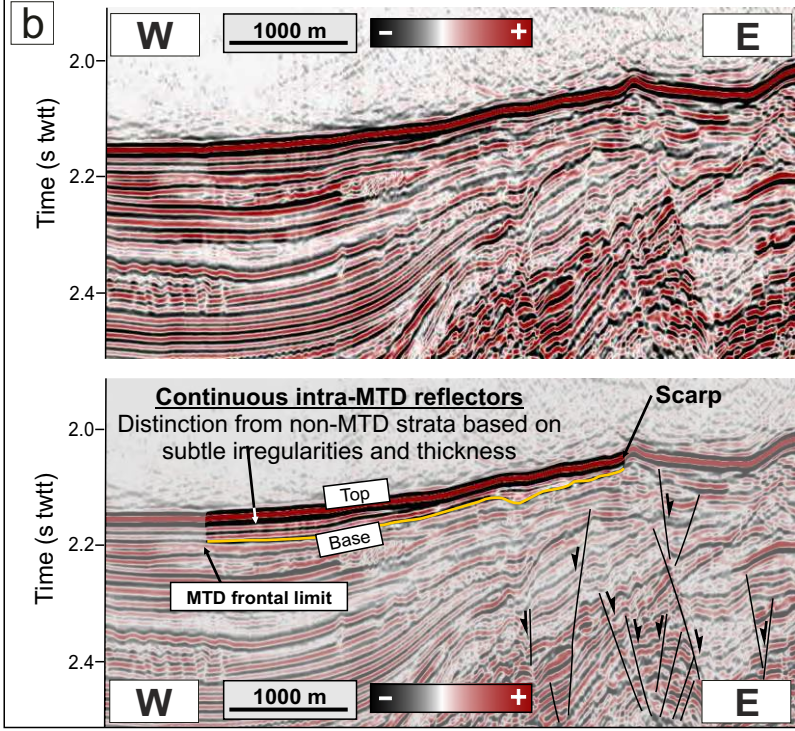 b
W
1000 m
− +
E
2.0
2.2
2.4
Time (s twtt)
Continuous intra-MTD reflectors
Distinction from non-MTD strata based on
subtle irregularities and thickness
Scarp
2.0
Top
Base
2.2
MTD frontal limit
2.4
Time (s twtt)
W
1000 m
− +
E